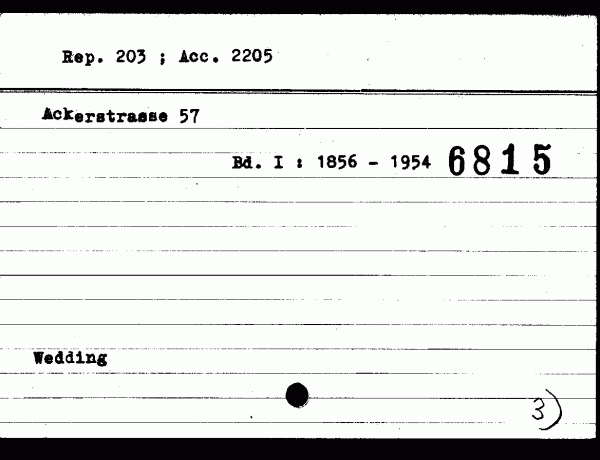 Rep. 203 ; Acc. 2205
Ackerstrasse 57
Bd. I : 1856 - 1954 6815
Wedding
3)